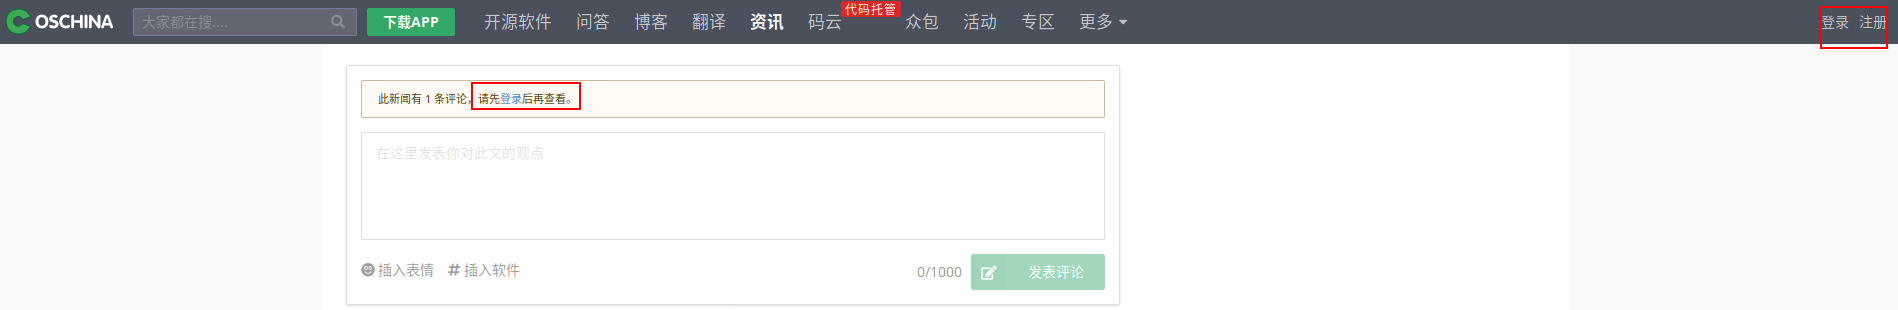 OSCHINA 大家都在搜.... 下载APP 开源软件 问答 博客 翻译 资讯 码云 代码托管 众包 活动 专区 更多 登录 注册
此新闻有 1 条评论，请先登录后再查看。
在这里发表你对此文的观点
插入表情 # 插入软件 0/1000 发表评论